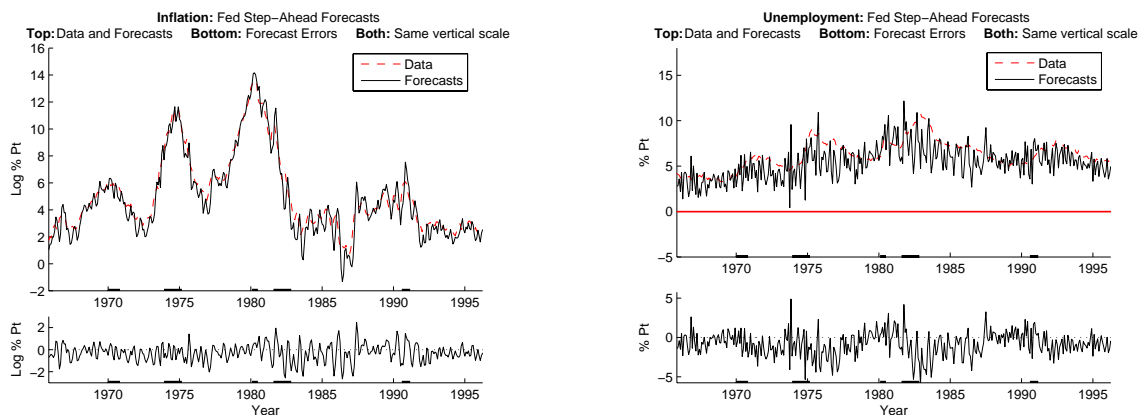 Inflation: Fed Step−Ahead Forecasts
Top: Data and Forecasts Bottom: Forecast Errors Both: Same vertical scale
16
14
12
10
8
6
4
2
0
−2
Log % Pt
Data
Forecasts
1970 1975 1980 1985 1990 1995
2
0
−2
Log % Pt
1970 1975 1980 1985 1990 1995
Year
Unemployment: Fed Step−Ahead Forecasts
Top: Data and Forecasts Bottom: Forecast Errors Both: Same vertical scale
15
10
5
0
−5
% Pt
Data
Forecasts
1970 1975 1980 1985 1990 1995
5
0
−5
% Pt
1970 1975 1980 1985 1990 1995
Year